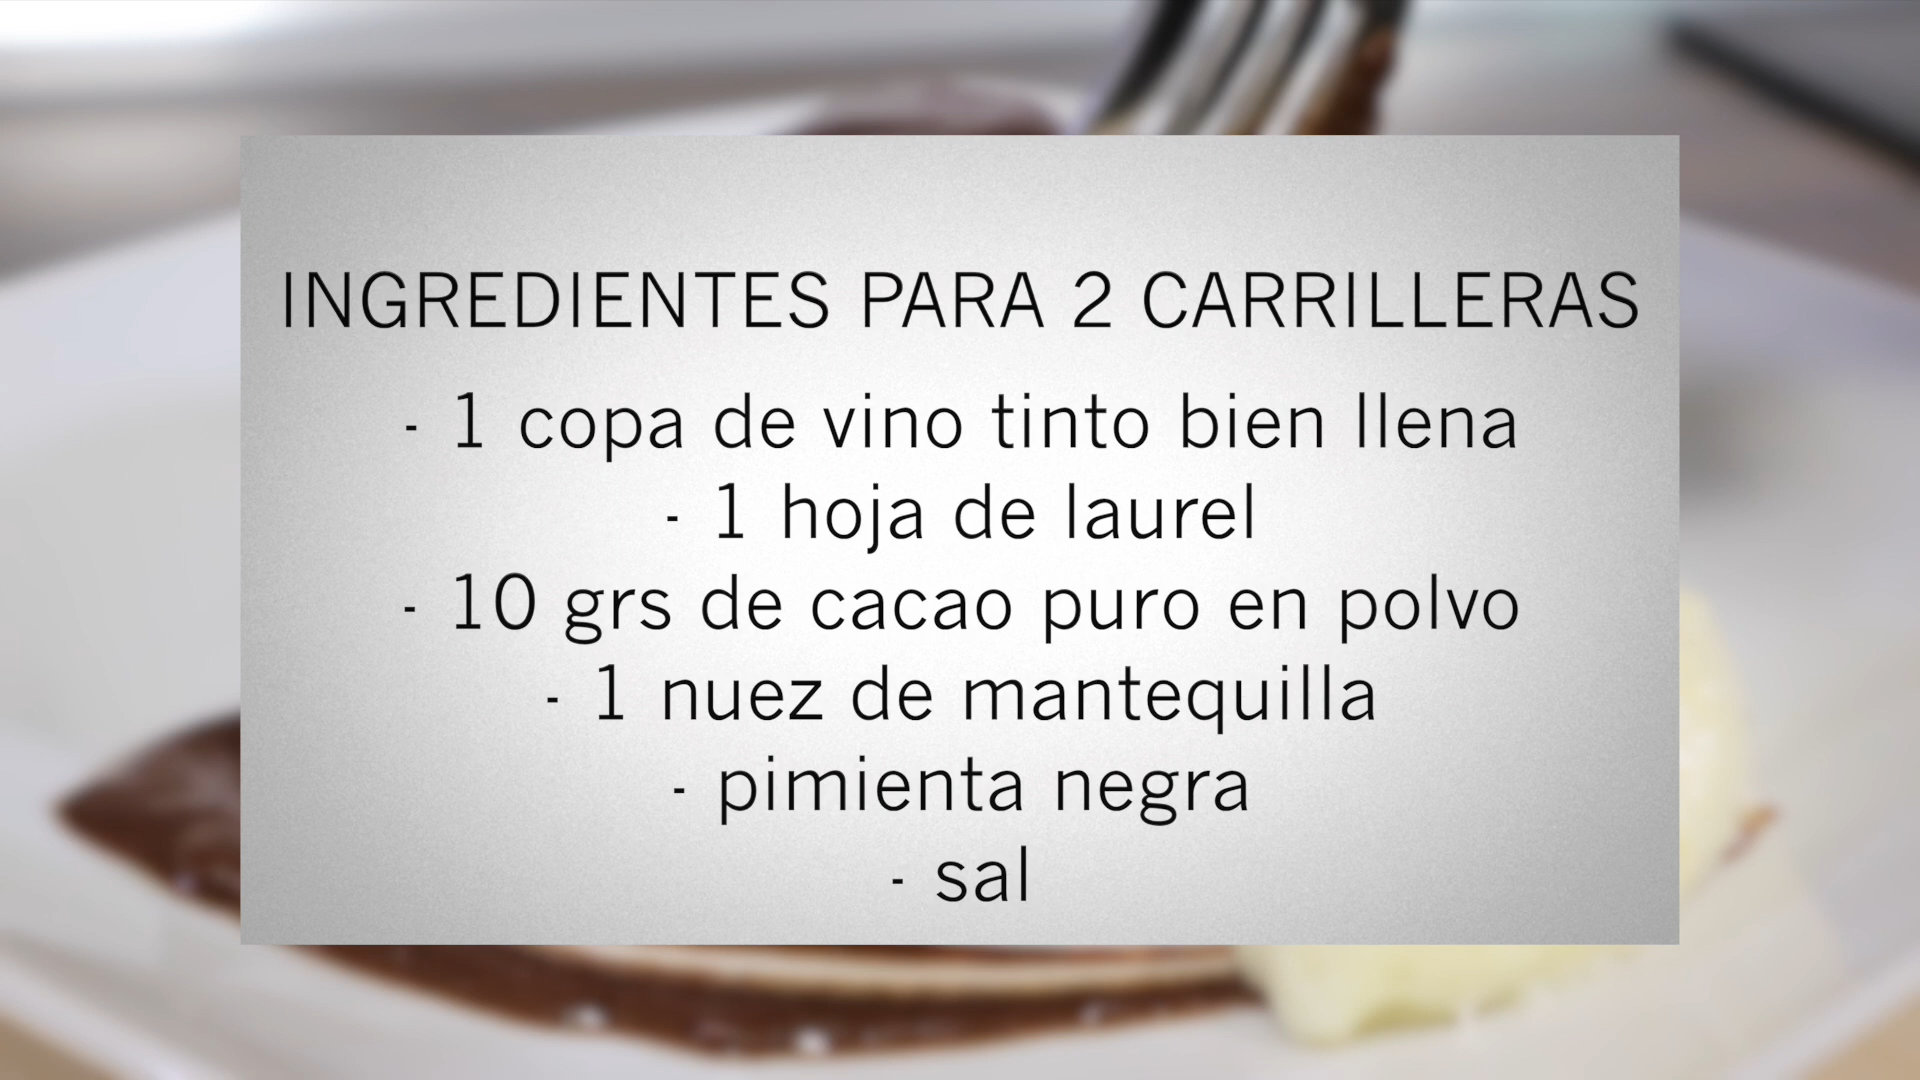 INGREDIENTES PARA 2 CARRILLERAS
- 1 copa de vino tinto bien llena
- 1 hoja de laurel
- 10 grs de cacao puro en polvo
- 1 nuez de mantequilla
- pimienta negra
- sal